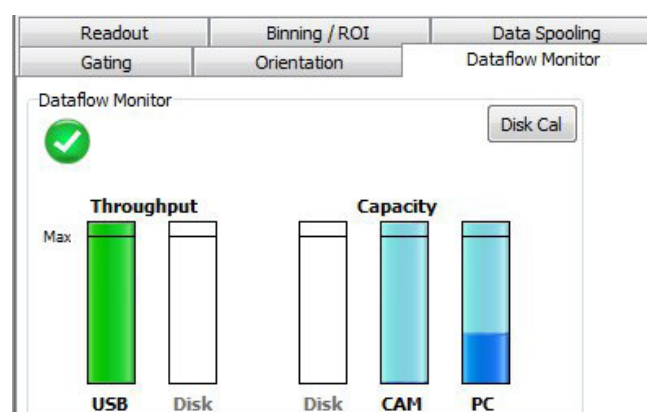 Readout Binning / ROI Data Spooling
Gating Orientation Dataflow Monitor
Dataflow Monitor
Disk Cal
Throughput Capacity
Max
USB Disk Disk CAM PC